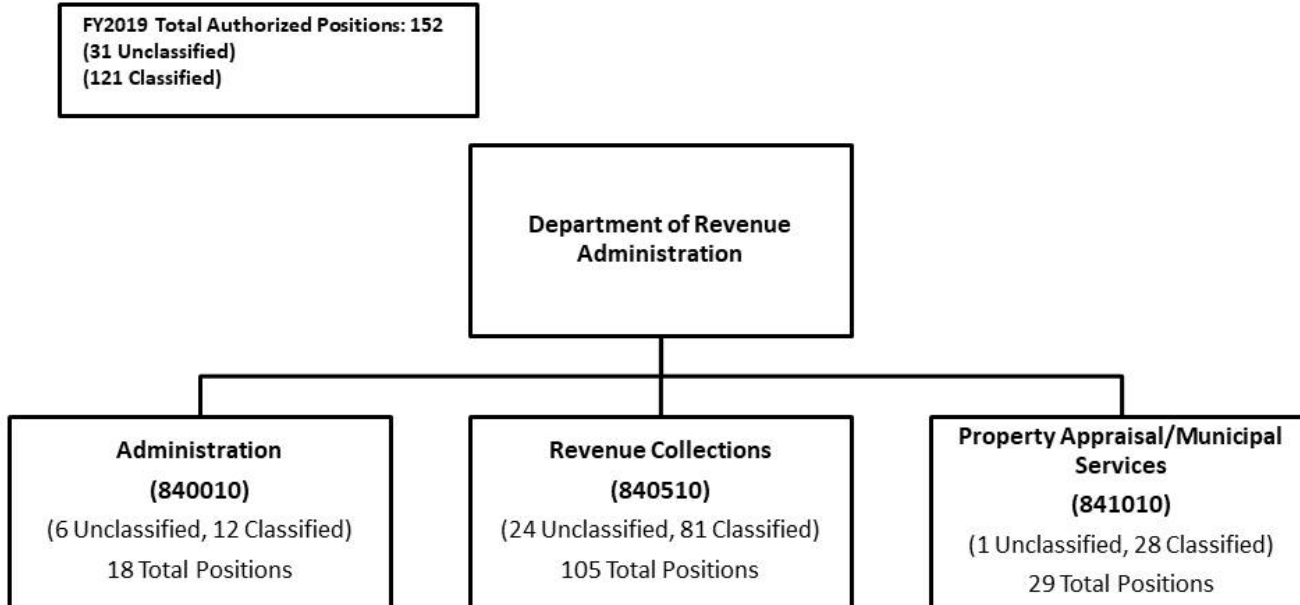 FY2019 Total Authorized Positions: 152
(31 Unclassified)
(121 Classified)
Department of Revenue
Administration
Administration
(840010)
(6 Unclassified, 12 Classified)
18 Total Positions
Revenue Collections
(840510)
(24 Unclassified, 81 Classified)
105 Total Positions
Property Appraisal/Municipal
Services
(841010)
(1 Unclassified, 28 Classified)
29 Total Positions